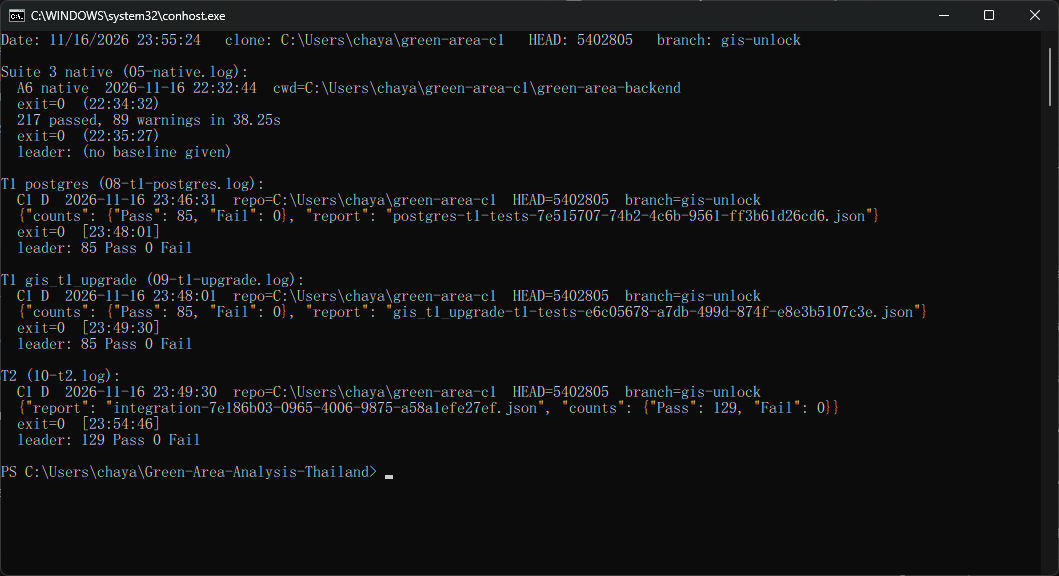 C:\WINDOWS\system32\conhost.exe
Date: 11/16/2026 23:55:24   clone: C:\Users\chaya\green-area-c1   HEAD: 5402805   branch: gis-unlock
Suite 3 native (05-native.log):
  A6 native  2026-11-16 22:32:44  cwd=C:\Users\chaya\green-area-c1\green-area-backend
  exit=0  (22:34:32)
  217 passed, 89 warnings in 38.25s
  exit=0  (22:35:27)
  leader: (no baseline given)
T1 postgres (08-t1-postgres.log):
  C1 D  2026-11-16 23:46:31  repo=C:\Users\chaya\green-area-c1  HEAD=5402805  branch=gis-unlock
  {"counts": {"Pass": 85, "Fail": 0}, "report": "postgres-t1-tests-7e515707-74b2-4c6b-9561-ff3b61d26cd6.json"}
  exit=0  [23:48:01]
  leader: 85 Pass 0 Fail
T1 gis_t1_upgrade (09-t1-upgrade.log):
  C1 D  2026-11-16 23:48:01  repo=C:\Users\chaya\green-area-c1  HEAD=5402805  branch=gis-unlock
  {"counts": {"Pass": 85, "Fail": 0}, "report": "gis_t1_upgrade-t1-tests-e6c05678-a7db-499d-874f-e8e3b5107c3e.json"}
  exit=0  [23:49:30]
  leader: 85 Pass 0 Fail
T2 (10-t2.log):
  C1 D  2026-11-16 23:49:30  repo=C:\Users\chaya\green-area-c1  HEAD=5402805  branch=gis-unlock
  {"report": "integration-7e186b03-0965-4006-9875-a58a1efe27ef.json", "counts": {"Pass": 129, "Fail": 0}}
  exit=0  [23:54:46]
  leader: 129 Pass 0 Fail
PS C:\Users\chaya\Green-Area-Analysis-Thailand>